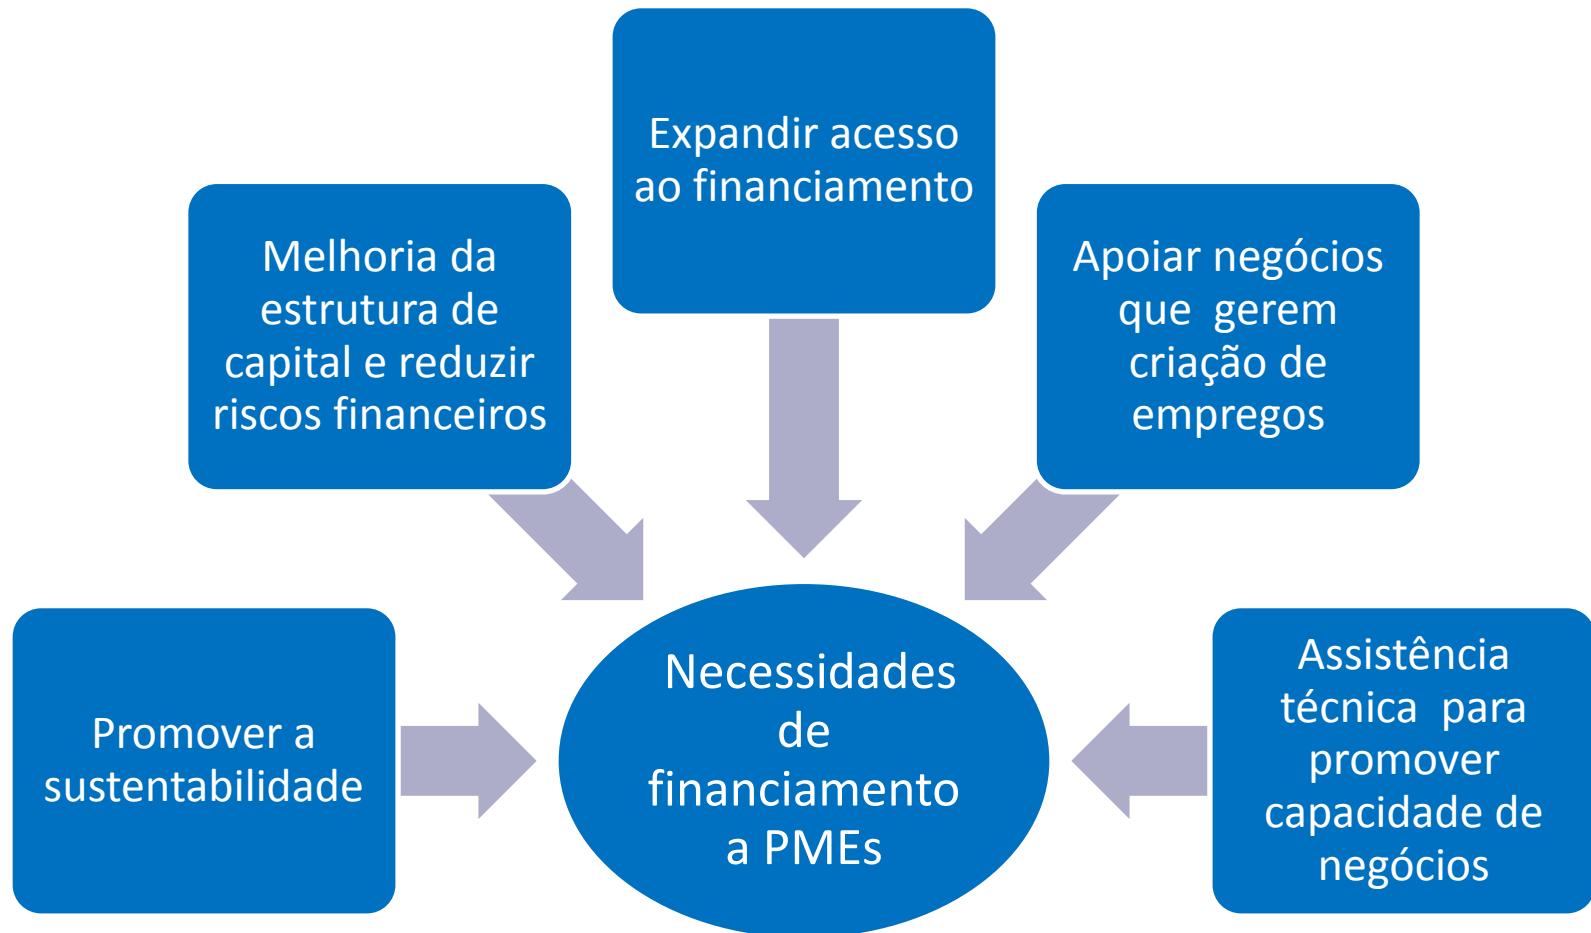 Expandir acesso
ao financiamento
Melhoria da
estrutura de
capital e reduzir
riscos financeiros
Apoiar negócios
que  gerem
criação de
empregos
Promover a
sustentabilidade
Necessidades
de
financiamento
a PMEs
Assistência
técnica  para
promover
capacidade de
negócios